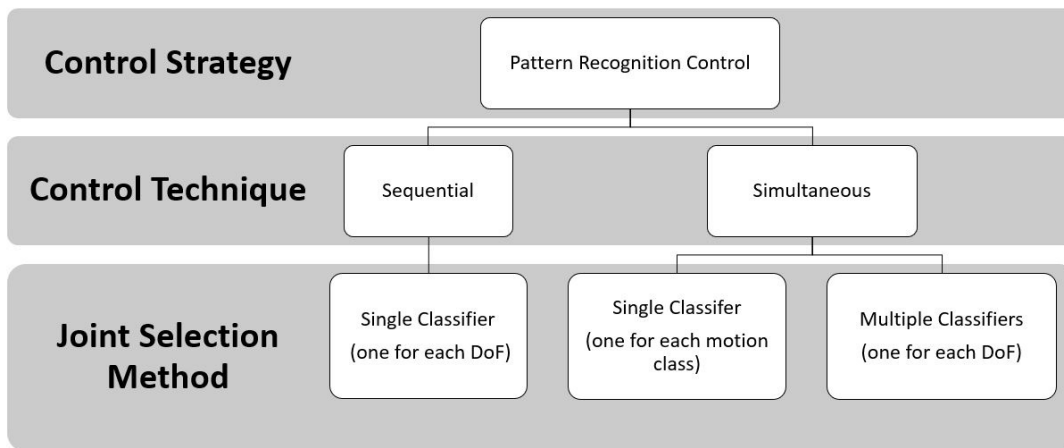 Control Strategy
Pattern Recognition Control
Control Technique
Sequential
Simultaneous
Joint Selection
Method
Single Classifier
(one for each DoF)
Single Classifer
(one for each motion
class)
Multiple Classifiers
(one for each DoF)